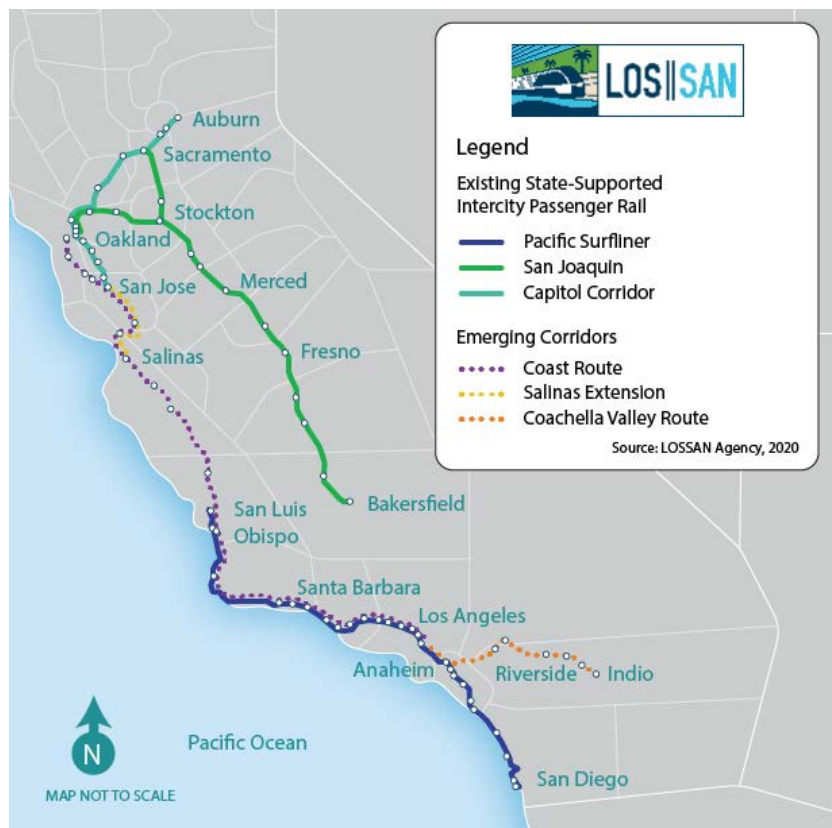 LOS SAN
Legend
Existing State-Supported
Intercity Passenger Rail
Pacific Surfliner
San Joaquin
Capitol Corridor
Emerging Corridors
Coast Route
Salinas Extension
Coachella Valley Route
Source: LOSSAN Agency, 2020
Auburn
Sacramento
Stockton
Oakland
San Jose
Merced
Salinas
Fresno
San Luis
Obispo
Bakersfield
Santa Barbara
Los Angeles
Anaheim
Riverside
Indio
San Diego
Pacific Ocean
N
MAP NOT TO SCALE